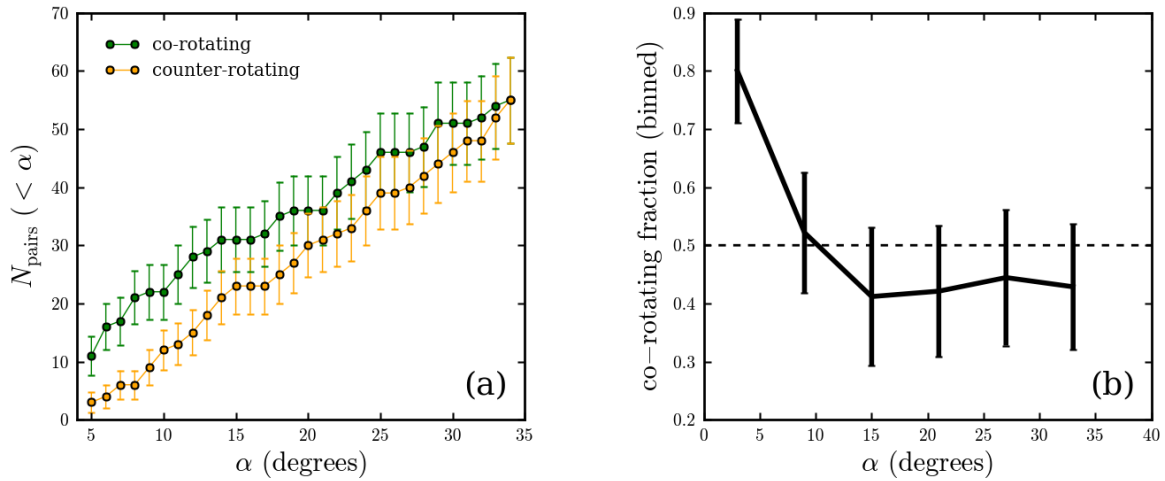 70
60
50
40
30
20
10
0
N_pairs (< α)
co-rotating
counter-rotating
(a)
5 10 15 20 25 30 35
α (degrees)
0.9
0.8
0.7
0.6
0.5
0.4
0.3
0.2
co−rotating fraction (binned)
(b)
0 5 10 15 20 25 30 35 40
α (degrees)